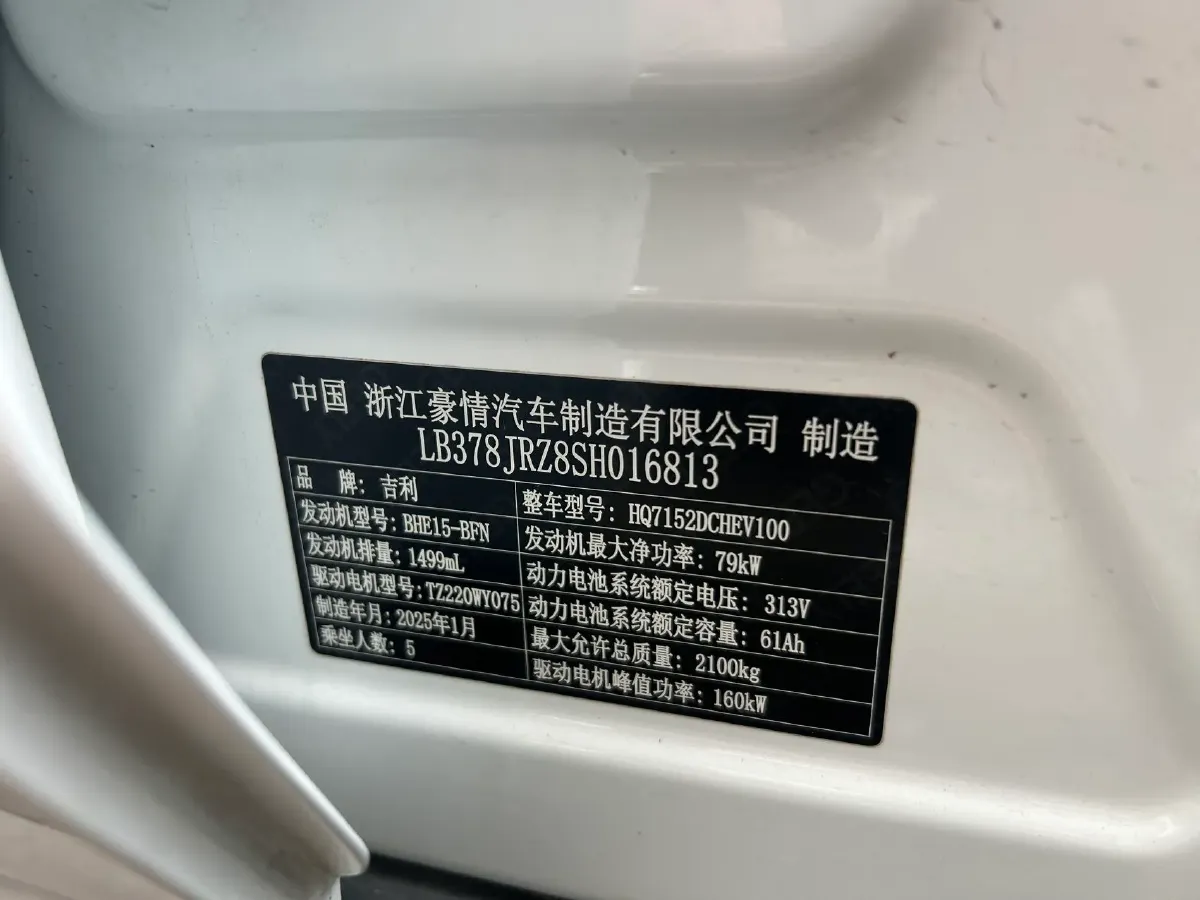 中国 浙江豪情汽车制造有限公司 制造
LB378JRZ8SH016813
品 牌: 吉利
整车型号: HQ7152DCHEV100
发动机型号: BHE15-BFN
发动机最大净功率: 79kW
发动机排量: 1499mL
动力电池系统额定电压: 313V
驱动电机型号: TZ220WY075
动力电池系统额定容量: 61Ah
制造年月: 2025年1月
最大允许总质量: 2100kg
乘坐人数: 5
驱动电机峰值功率: 160kW